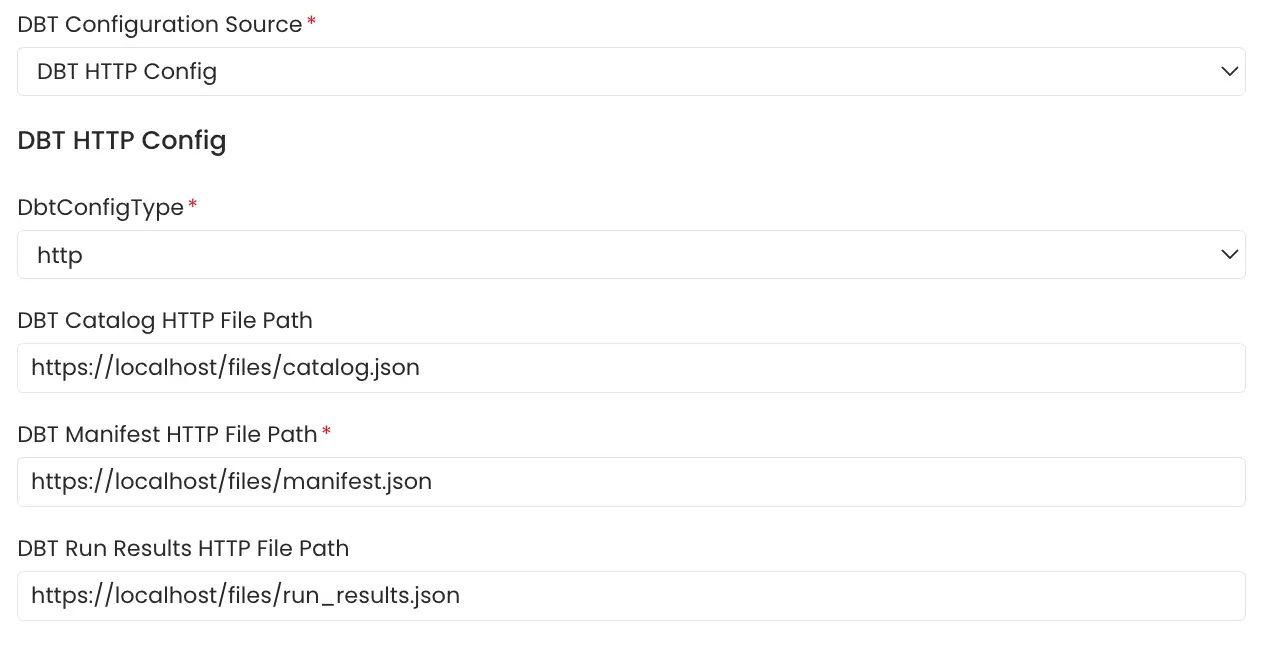 DBT Configuration Source*
DBT HTTP Config
DBT HTTP Config
DbtConfigType*
http
DBT Catalog HTTP File Path
https://localhost/files/catalog.json
DBT Manifest HTTP File Path*
https://localhost/files/manifest.json
DBT Run Results HTTP File Path
https://localhost/files/run_results.json